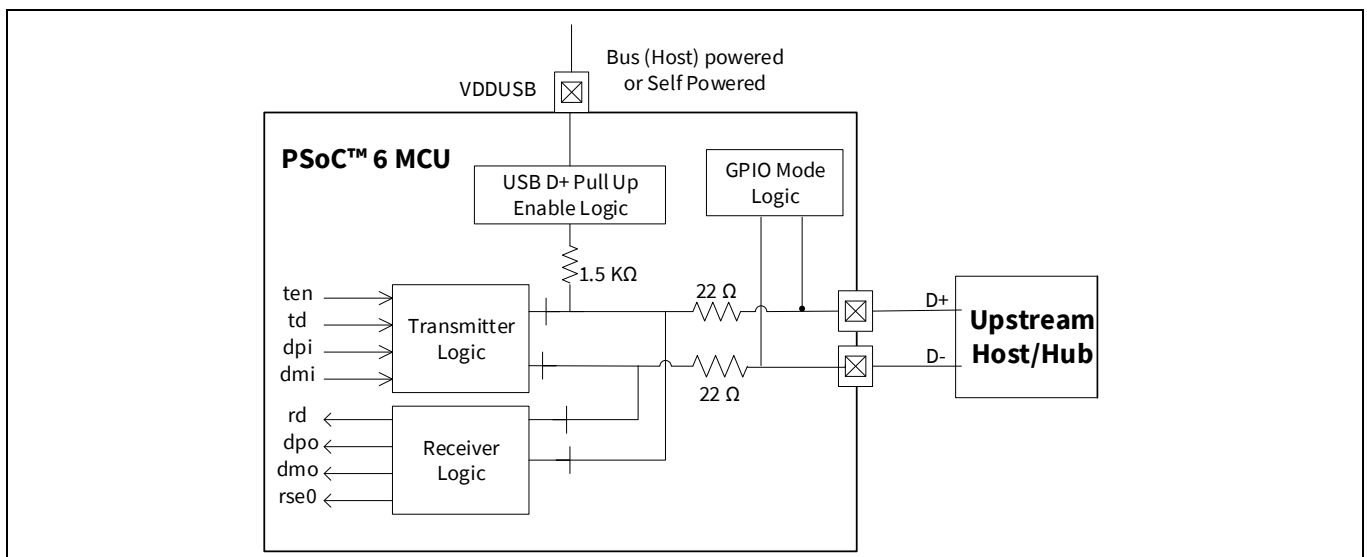 Bus (Host) powered
or Self Powered
VDDUSB
PSoC™ 6 MCU
USB D+ Pull Up
Enable Logic
GPIO Mode
Logic
1.5 KΩ
22 Ω
ten
td
dpi
dmi
Transmitter
Logic
D+
D-
Upstream
Host/Hub
22 Ω
rd
dpo
dmo
rse0
Receiver
Logic